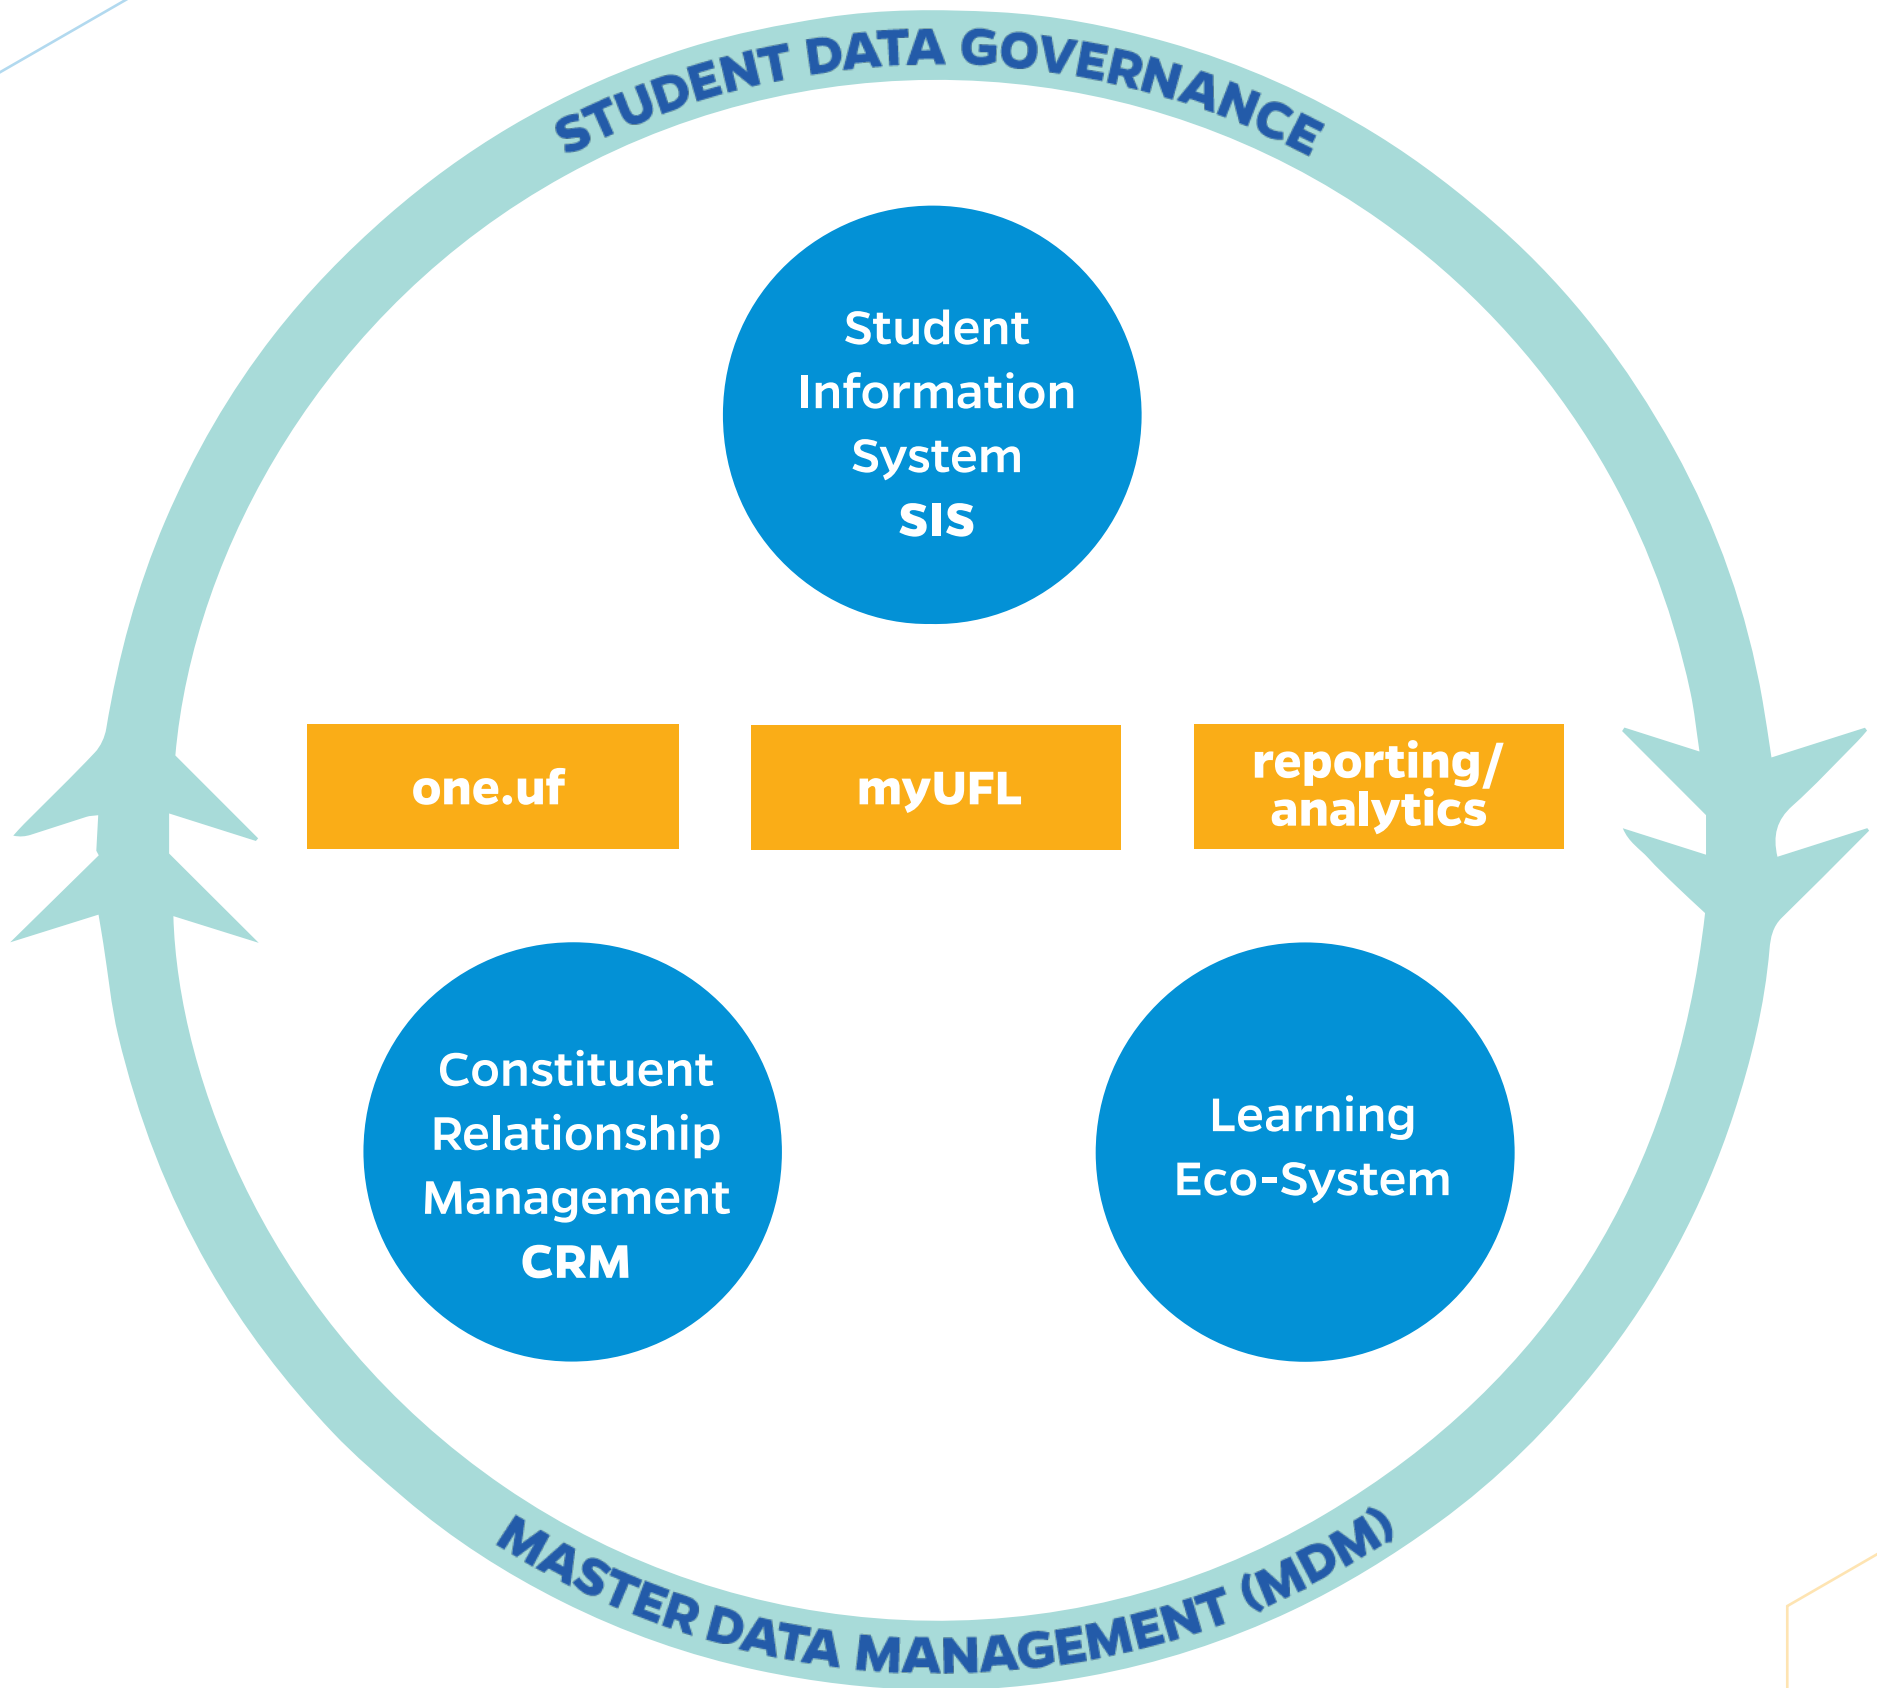 STUDENT DATA GOVERNANCE
Student
Information
System
SIS
one.uf
myUFL
reporting/
analytics
Constituent
Relationship
Management
CRM
Learning
Eco-System
MASTER DATA MANAGEMENT (MDM)